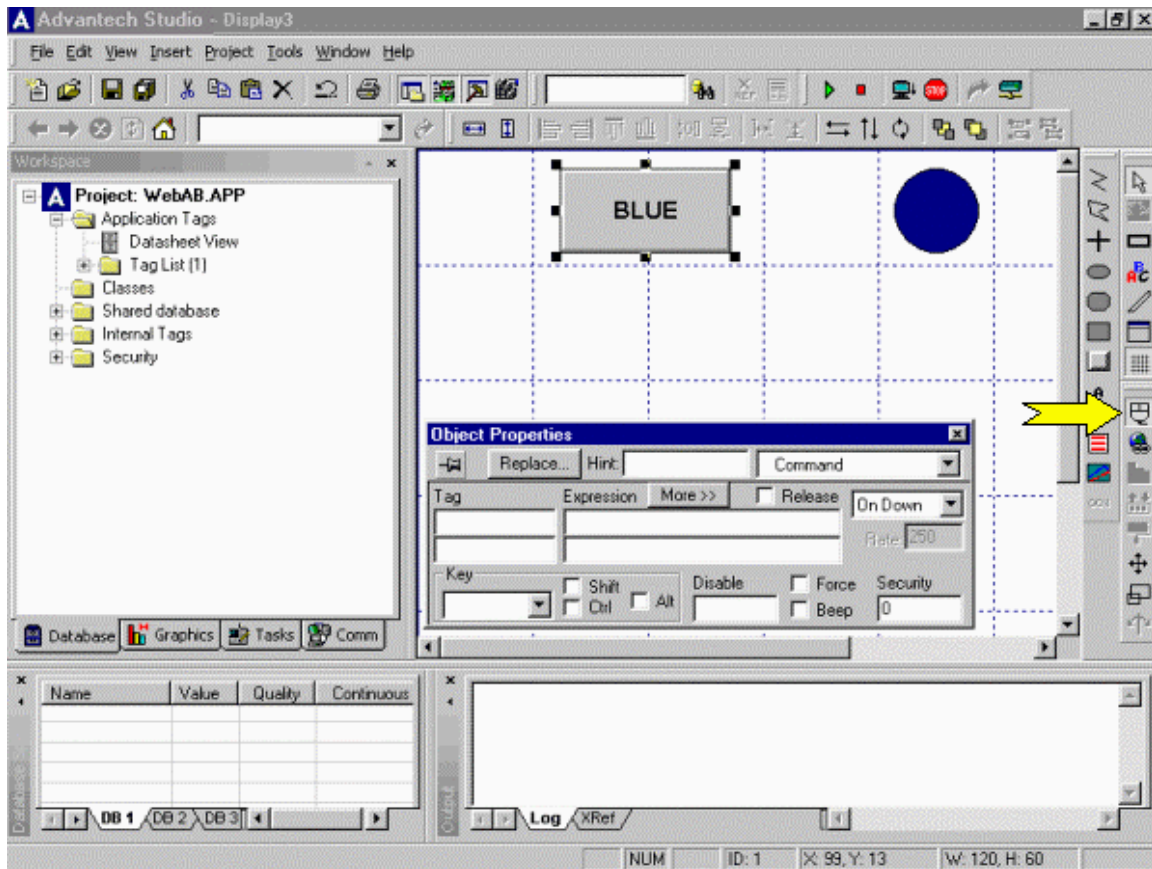 Advantech Studio - Display3
File Edit View Insert Project Tools Window Help
STOP
Workspace
Project: WebAB.APP
Application Tags
Datasheet View
Tag List (1)
Classes
Shared database
Internal Tags
Security
Database Graphics Tasks Comm
BLUE
Object Properties
Replace... Hint: Command
Tag Expression More >> Release On Down
Rate: 250
Key Shift Ctrl Alt Disable Force Beep Security 0
Name Value Quality Continuous
DB 1 DB 2 DB 3
Output
Log XRef
NUM ID: 1 X: 99, Y: 13 W: 120, H: 60